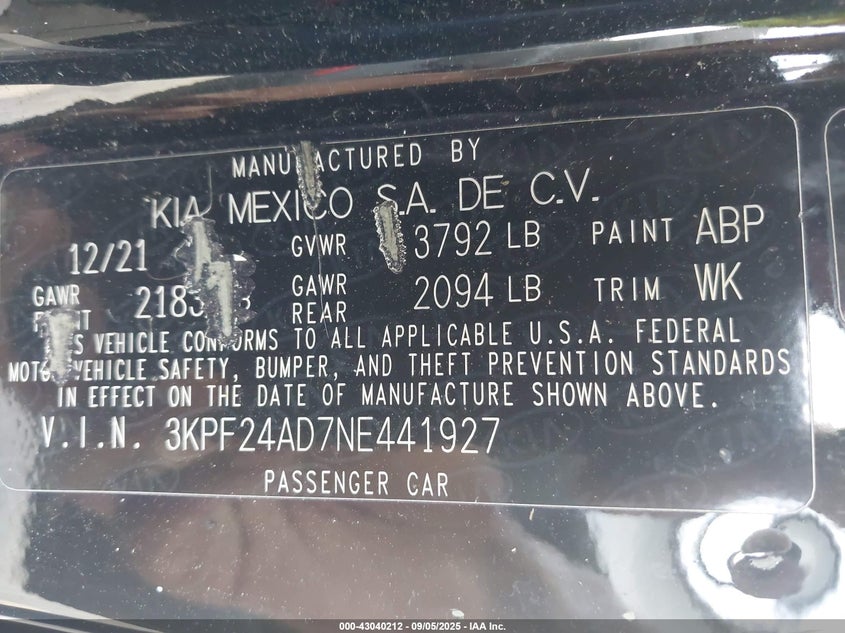 MANUFACTURED BY
KIA MEXICO S.A. DE C.V.
12/21 GVWR 3792 LB PAINT ABP
GAWR FRONT 2183 GAWR REAR 2094 LB TRIM WK
VEHICLE CONFORMS TO ALL APPLICABLE U.S.A. FEDERAL
MOTOR VEHICLE SAFETY, BUMPER, AND THEFT PREVENTION STANDARDS
IN EFFECT ON THE DATE OF MANUFACTURE SHOWN ABOVE.
V.I.N. 3KPF24AD7NE441927
PASSENGER CAR
000-43040212 - 09/05/2025 - IAA Inc.